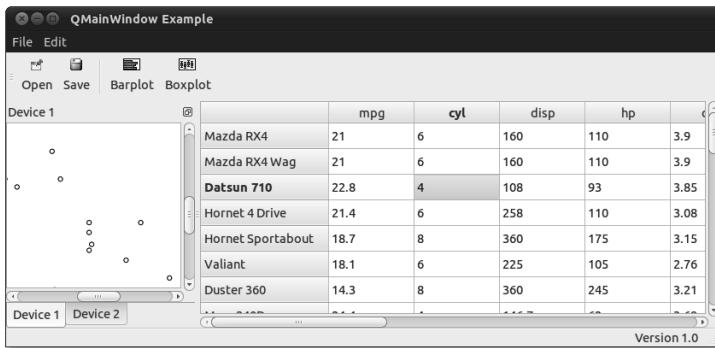 QMainWindow Example
File Edit
Open Save Barplot Boxplot
Device 1
mpg cyl disp hp
Mazda RX4 21 6 160 110 3.9
Mazda RX4 Wag 21 6 160 110 3.9
Datsun 710 22.8 4 108 93 3.85
Hornet 4 Drive 21.4 6 258 110 3.08
Hornet Sportabout 18.7 8 360 175 3.15
Valiant 18.1 6 225 105 2.76
Duster 360 14.3 8 360 245 3.21
Device 1 Device 2
Version 1.0